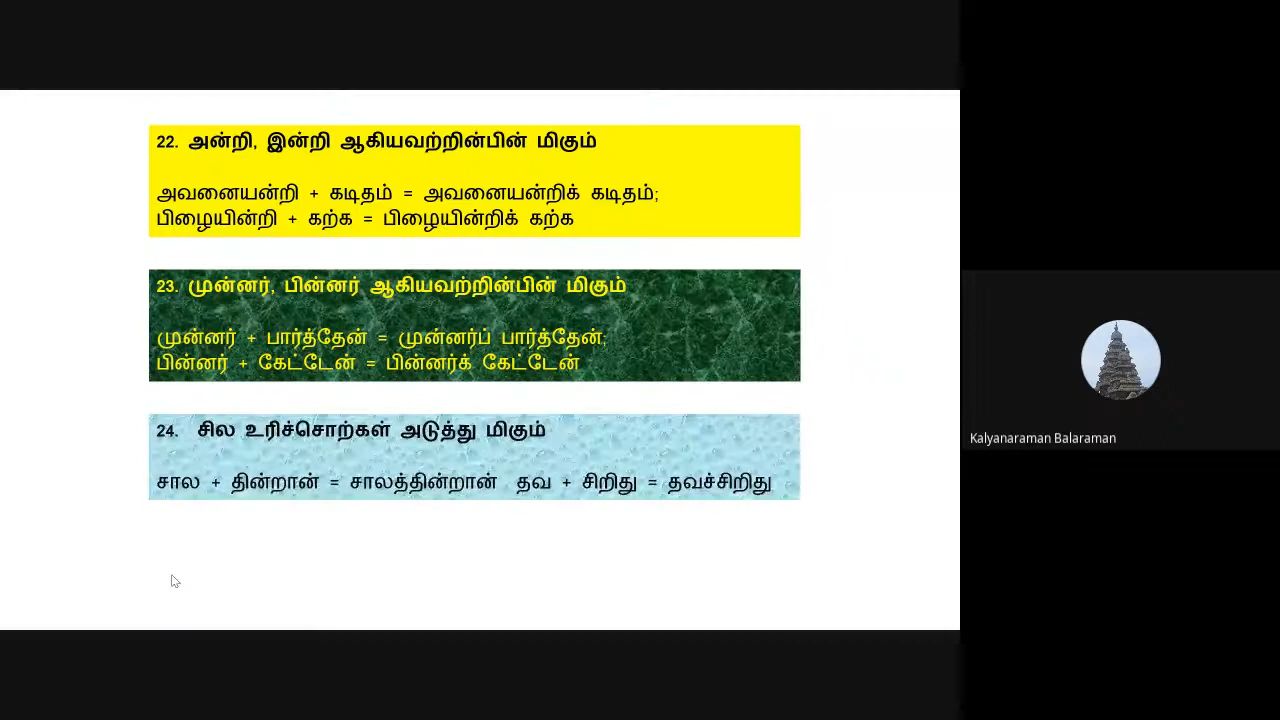 22. அன்றி, இன்றி ஆகியவற்றின்பின் மிகும்
அவனையன்றி + கடிதம் = அவனையன்றிக் கடிதம்;
பிழையின்றி + கற்க = பிழையின்றிக் கற்க
23. முன்னர், பின்னர் ஆகியவற்றின்பின் மிகும்
முன்னர் + பார்த்தேன் = முன்னர்ப் பார்த்தேன்;
பின்னர் + கேட்டேன் = பின்னர்க் கேட்டேன்
24. சில உரிச்சொற்கள் அடுத்து மிகும்
சால + தின்றான் = சாலத்தின்றான் தவ + சிறிது = தவச்சிறிது
Kalyanaraman Balaraman